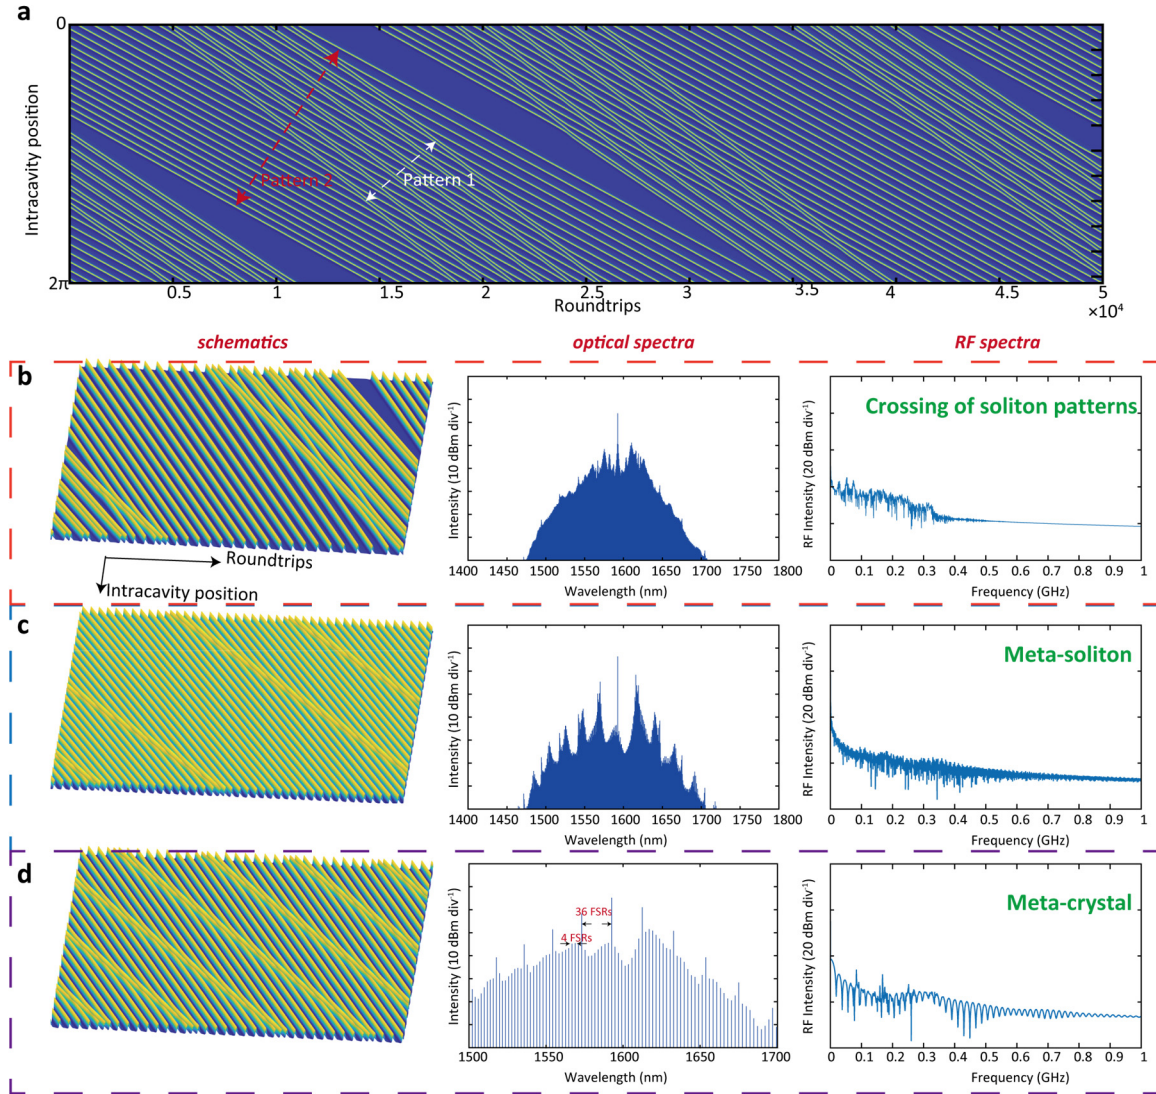 a
0
Intracavity position
Pattern 2
Pattern 1
2π
0.5 1 1.5 2 2.5 3 3.5 4 4.5 5
Roundtrips
×10⁴
schematics optical spectra RF spectra
b
Roundtrips
Intracavity position
Intensity (10 dBm div⁻¹)
1400 1450 1500 1550 1600 1650 1700 1750 1800
Wavelength (nm)
RF Intensity (20 dBm div⁻¹)
Crossing of soliton patterns
0 0.1 0.2 0.3 0.4 0.5 0.6 0.7 0.8 0.9 1
Frequency (GHz)
c
Intensity (10 dBm div⁻¹)
1400 1450 1500 1550 1600 1650 1700 1750 1800
Wavelength (nm)
RF Intensity (20 dBm div⁻¹)
Meta-soliton
0 0.1 0.2 0.3 0.4 0.5 0.6 0.7 0.8 0.9 1
Frequency (GHz)
d
Intensity (10 dBm div⁻¹)
36 FSRs
4 FSRs
1500 1550 1600 1650 1700
Wavelength (nm)
RF Intensity (20 dBm div⁻¹)
Meta-crystal
0 0.1 0.2 0.3 0.4 0.5 0.6 0.7 0.8 0.9 1
Frequency (GHz)